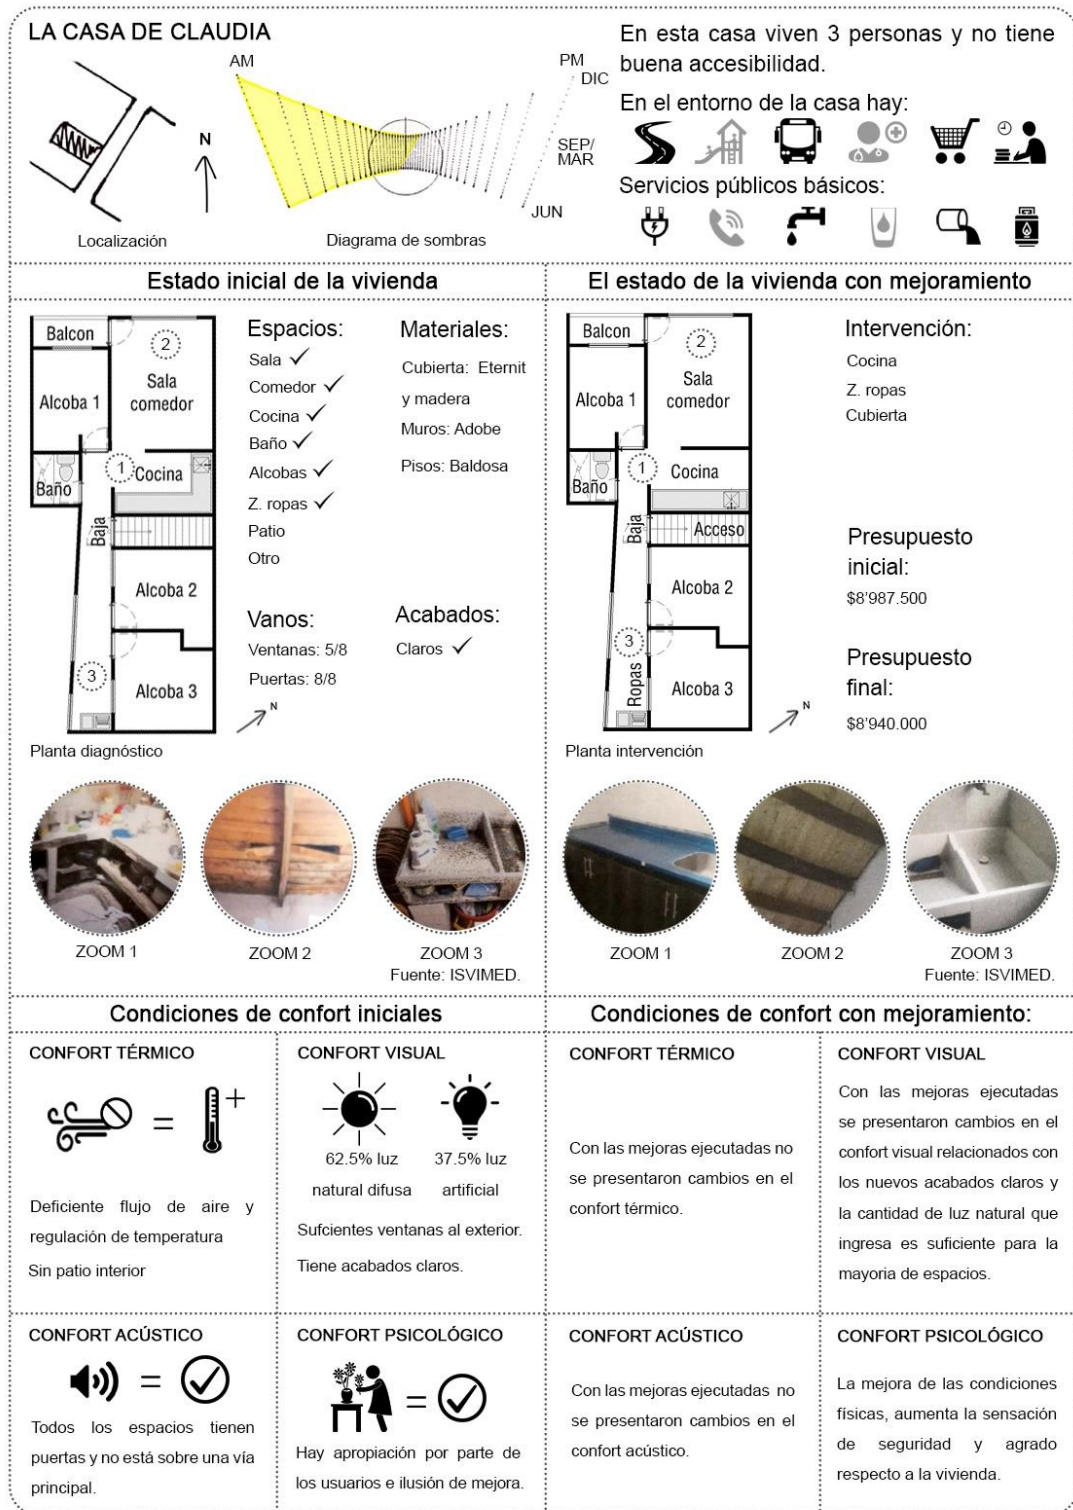 LA CASA DE CLAUDIA
AM
PM
DIC
SEP/
MAR
JUN
N
Localización
Diagrama de sombras
En esta casa viven 3 personas y no tiene
buena accesibilidad.
En el entorno de la casa hay:
Servicios públicos básicos:
Estado inicial de la vivienda
Balcon
2
Alcoba 1
Sala
comedor
1
Cocina
Baño
Baja
Alcoba 2
3
Alcoba 3
N
Planta diagnóstico
Espacios:
Sala ✓
Comedor ✓
Cocina ✓
Baño ✓
Alcobas ✓
Z. ropas ✓
Patio
Otro
Materiales:
Cubierta: Eternit
y madera
Muros: Adobe
Pisos: Baldosa
Vanos:
Ventanas: 5/8
Puertas: 8/8
Acabados:
Claros ✓
ZOOM 1
ZOOM 2
ZOOM 3
Fuente: ISVIMED.
El estado de la vivienda con mejoramiento
Balcon
2
Alcoba 1
Sala
comedor
1
Cocina
Baño
Baja
Acceso
Alcoba 2
3
Ropas
Alcoba 3
N
Planta intervención
Intervención:
Cocina
Z. ropas
Cubierta
Presupuesto
inicial:
$8'987.500
Presupuesto
final:
$8'940.000
ZOOM 1
ZOOM 2
ZOOM 3
Fuente: ISVIMED.
Condiciones de confort iniciales
CONFORT TÉRMICO
= +
Deficiente flujo de aire y
regulación de temperatura
Sin patio interior
CONFORT VISUAL
62.5% luz
natural difusa
37.5% luz
artificial
Sufcientes ventanas al exterior.
Tiene acabados claros.
CONFORT ACÚSTICO
=
Todos los espacios tienen
puertas y no está sobre una vía
principal.
CONFORT PSICOLÓGICO
=
Hay apropiación por parte de
los usuarios e ilusión de mejora.
Condiciones de confort con mejoramiento:
CONFORT TÉRMICO
Con las mejoras ejecutadas no
se presentaron cambios en el
confort térmico.
CONFORT VISUAL
Con las mejoras ejecutadas
se presentaron cambios en el
confort visual relacionados con
los nuevos acabados claros y
la cantidad de luz natural que
ingresa es suficiente para la
mayoria de espacios.
CONFORT ACÚSTICO
Con las mejoras ejecutadas no
se presentaron cambios en el
confort acústico.
CONFORT PSICOLÓGICO
La mejora de las condiciones
físicas, aumenta la sensación
de seguridad y agrado
respecto a la vivienda.